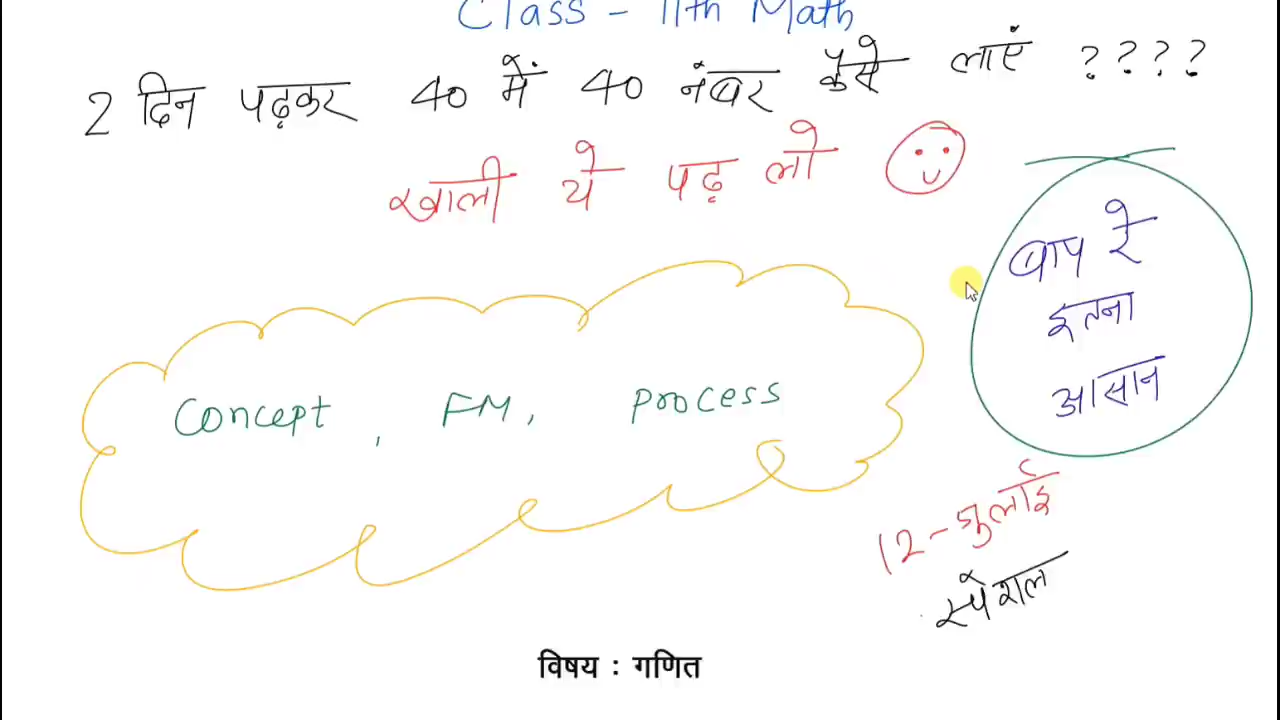 Class - 11th Math
2 दिन पढ़कर 40 में 40 नंबर कैसे लाएं ????
खाली ये पढ़ लो
बाप रे
इतना
आसान
Concept , FM, Process
12-जुलाई
स्पेशल
विषय : गणित